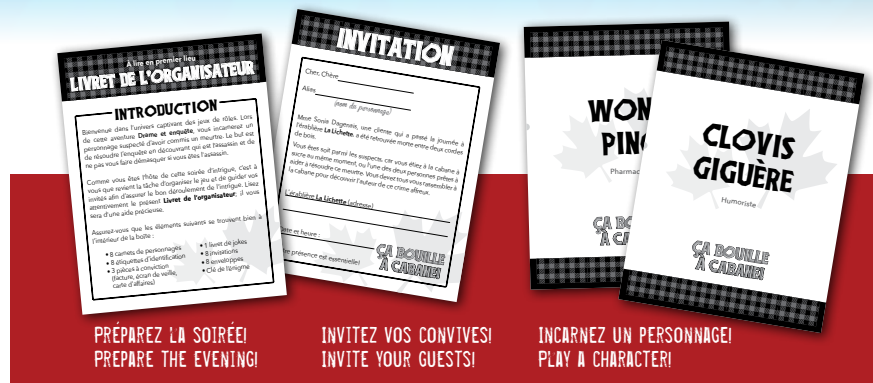 À lire en premier lieu
LIVRET DE L'ORGANISATEUR
INTRODUCTION
Bienvenue dans l'univers captivant des jeux de rôles. Lors
de cette aventure Drame et enquête, vous incarnerez un
personnage suspecté d'avoir commis un meurtre. Le but est
de résoudre l'enquête en découvrant qui est l'assassin et de
ne pas vous faire démasquer si vous êtes l'assassin.
Comme vous êtes l'hôte de cette soirée d'intrigue, c'est à
vous que revient la tâche d'organiser le jeu et de guider vos
invités afin d'assurer le bon déroulement de l'intrigue. Lisez
attentivement le présent Livret de l'organisateur; il vous
sera d'une aide précieuse.
Assurez-vous que les éléments suivants se trouvent bien à
l'intérieur de la boîte :
• 8 carnets de personnages
• 8 étiquettes d'identification
• 3 pièces à conviction
(facture, écran de veille,
carte d'affaires)
• 1 livret de jokes
• 8 invitations
• 8 enveloppes
• Clé de l'énigme
INVITATION
Cher, Chère
Alias
(nom du personnage)
Mme Sonia Dagenais, une cliente qui a passé la journée à
l'érablière La Lichette, a été retrouvée morte entre deux cordes
de bois.
Vous êtes soit parmi les suspects, car vous étiez à la cabane à
sucre au même moment, ou l'une des deux personnes prêtes à
aider à résoudre ce meurtre. Vous devez tous vous rassembler à
la cabane pour découvrir l'auteur de ce crime affreux.
L'érablière La Lichette (adresse)
Date et heure :
présence est essentielle!
ÇA BOUILLE
À CABANE!
WON
PIN
Pharmac
ÇA B
À CA
CLOVIS
GIGUÈRE
Humoriste
ÇA BOUILLE
À CABANE!
PRÉPAREZ LA SOIRÉE!
PREPARE THE EVENING!
INVITEZ VOS CONVIVES!
INVITE YOUR GUESTS!
INCARNEZ UN PERSONNAGE!
PLAY A CHARACTER!